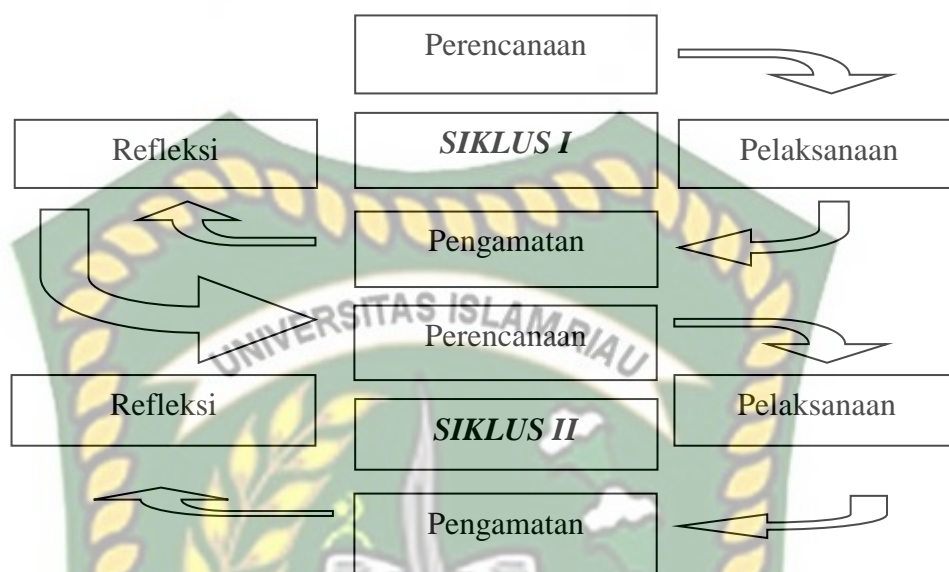 Perencanaan
Refleksi
SIKLUS I
Pelaksanaan
Pengamatan
UNIVERSITAS ISLAM RIAU
Perencanaan
Refleksi
Pelaksanaan
SIKLUS II
Pengamatan